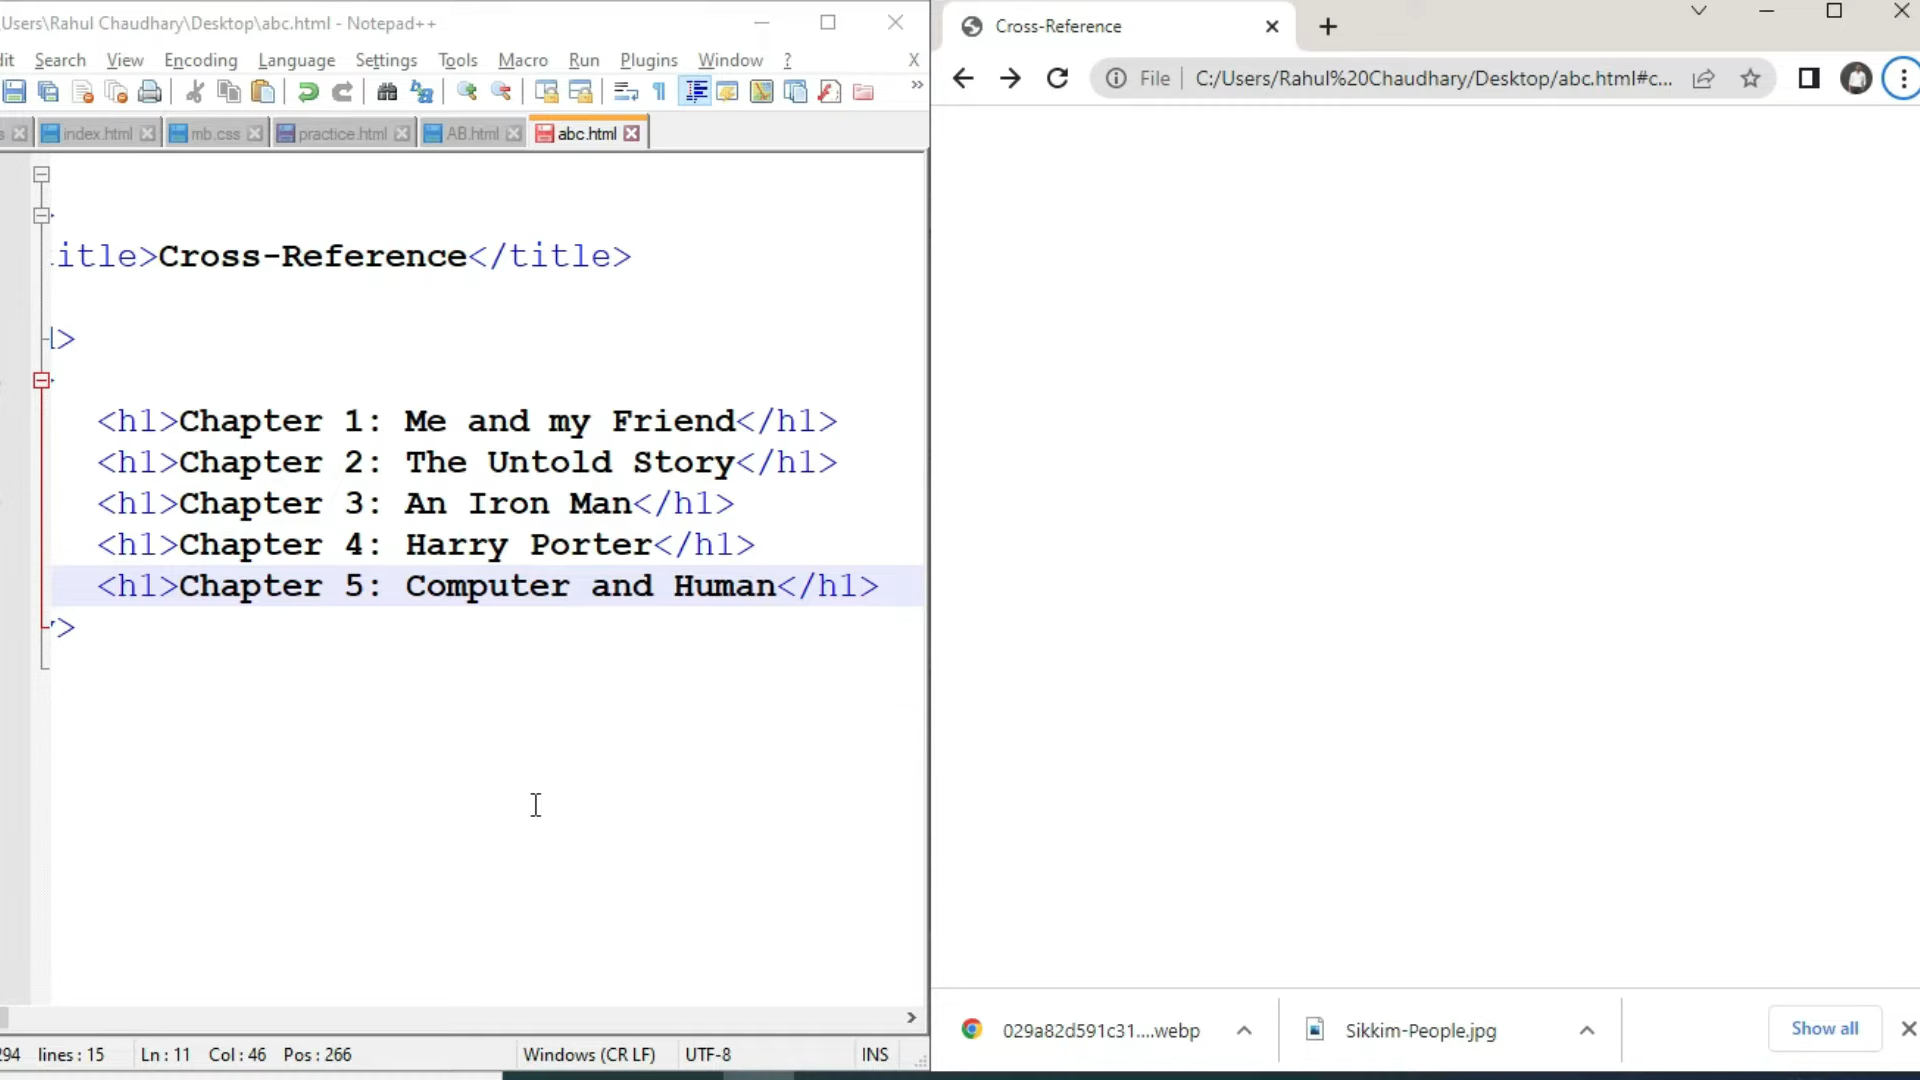 Users\Rahul Chaudhary\Desktop\abc.html - Notepad++
dit Search View Encoding Language Settings Tools Macro Run Plugins Window ? X
s index.html mb.css practice.html AB.html abc.html
itle>Cross-Reference</title>
>
<h1>Chapter 1: Me and my Friend</h1>
<h1>Chapter 2: The Untold Story</h1>
<h1>Chapter 3: An Iron Man</h1>
<h1>Chapter 4: Harry Porter</h1>
<h1>Chapter 5: Computer and Human</h1>
>
294 lines : 15 Ln : 11 Col : 46 Pos : 266 Windows (CR LF) UTF-8 INS
Cross-Reference
File C:/Users/Rahul%20Chaudhary/Desktop/abc.html#c...
029a82d591c31....webp Sikkim-People.jpg Show all